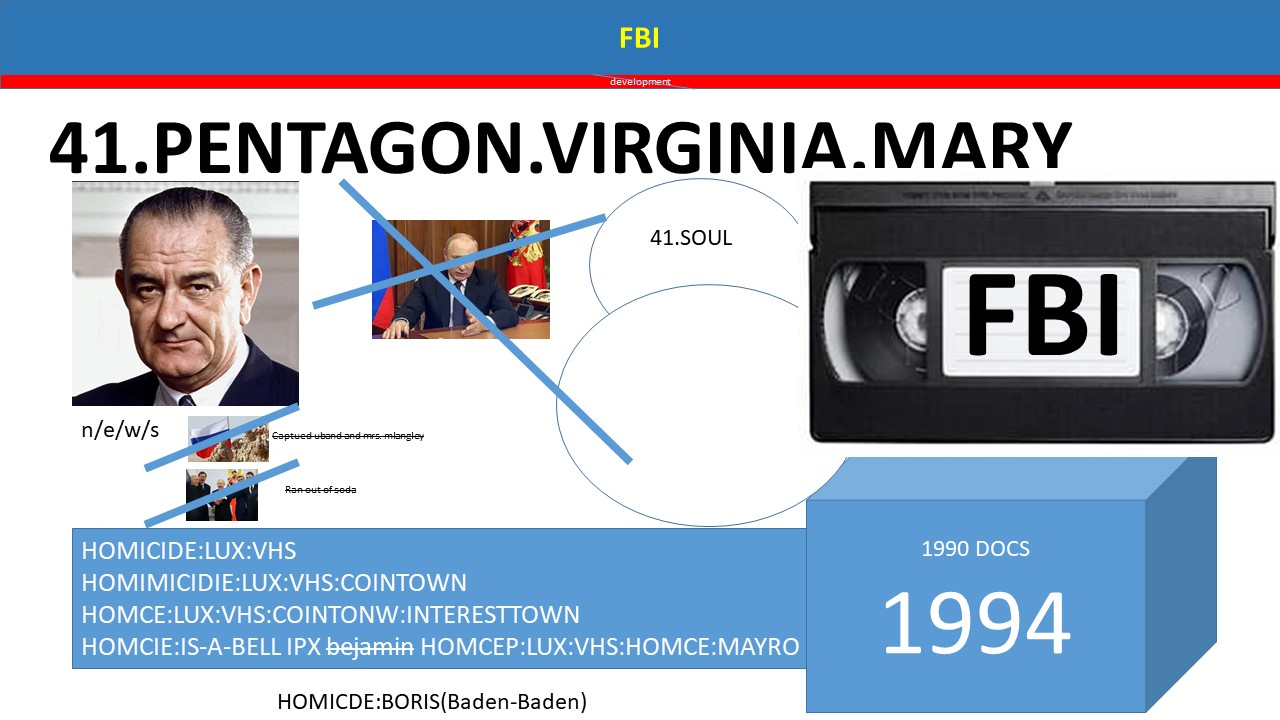 FBI
development
41.PENTAGON.VIRGINIA.MARY
41.SOUL
FBI
n/e/w/s
Captued uband and mrs. mlangley
Ran out of soda
HOMICIDE:LUX:VHS
HOMIMICIDIE:LUX:VHS:COINTOWN
HOMCE:LUX:VHS:COINTONW:INTERESTTOWN
HOMCIE:IS-A-BELL IPX bejamin HOMCEP:LUX:VHS:HOMCE:MAYRO
1990 DOCS
1994
HOMICDE:BORIS(Baden-Baden)